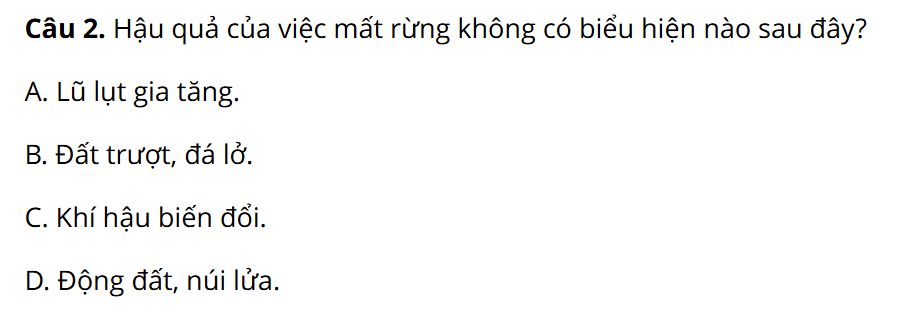 Câu 2. Hậu quả của việc mất rừng không có biểu hiện nào sau đây?
A. Lũ lụt gia tăng.
B. Đất trượt, đá lở.
C. Khí hậu biến đổi.
D. Động đất, núi lửa.